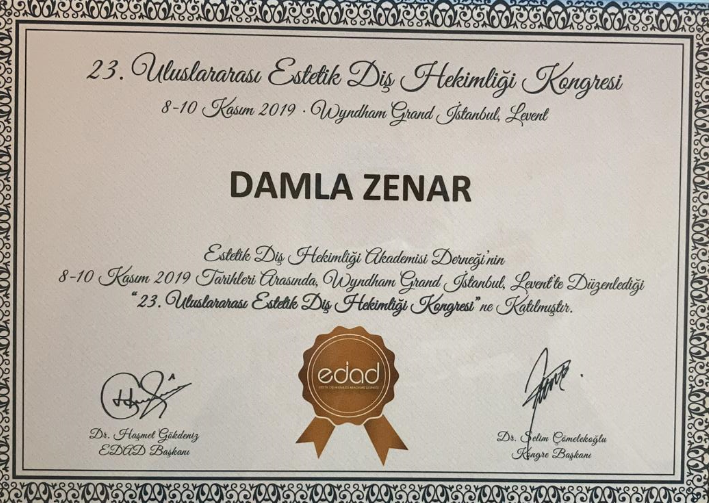 23. Uluslararası Estetik Diş Hekimliği Kongresi
8-10 Kasım 2019 · Wyndham Grand İstanbul, Levent
DAMLA ZENAR
Estetik Diş Hekimliği Akademisi Derneği'nin
8-10 Kasım 2019 Tarihleri Arasında, Wyndham Grand İstanbul, Levent'te Düzenlediği
"23. Uluslararası Estetik Diş Hekimliği Kongresi"ne Katılmıştır.
edad
Dr. Haşmet Gökdeniz
EDAD Başkanı
Dr. Selim Çömelekoğlu
Kongre Başkanı